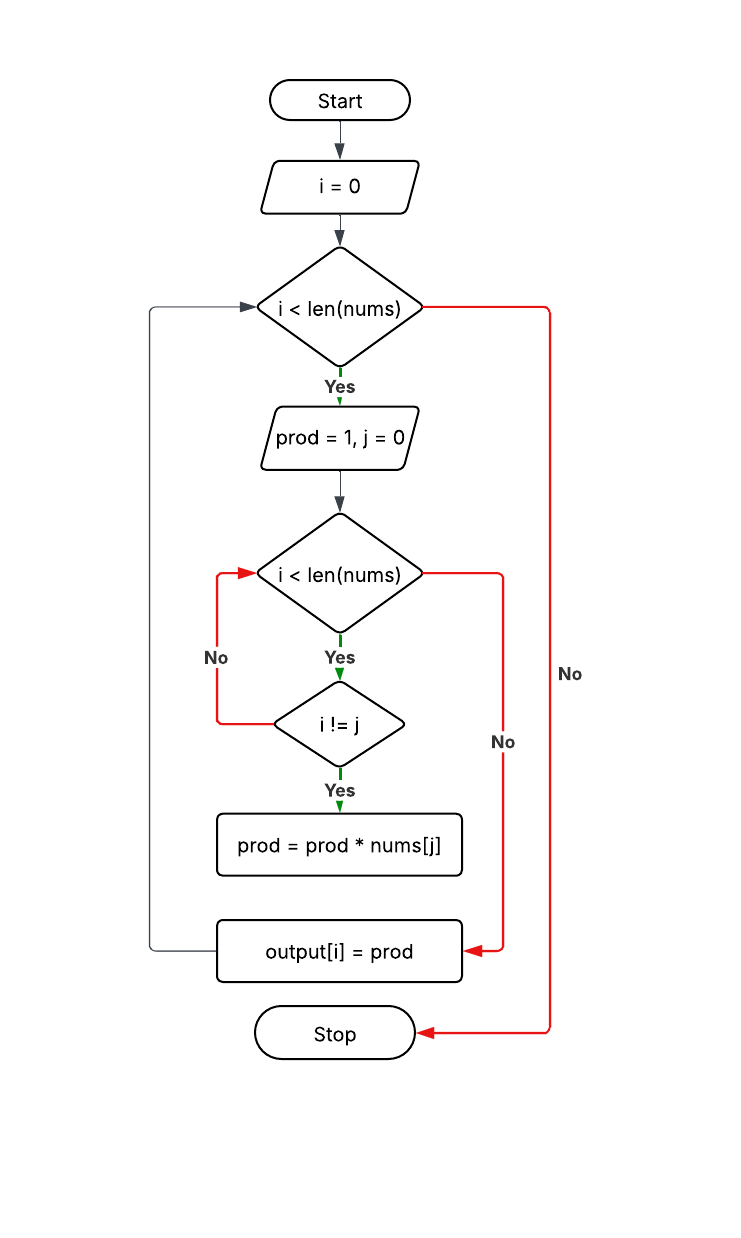 Start
i = 0
i < len(nums)
Yes
prod = 1, j = 0
i < len(nums)
No
Yes
No
i != j
No
Yes
prod = prod * nums[j]
output[i] = prod
Stop